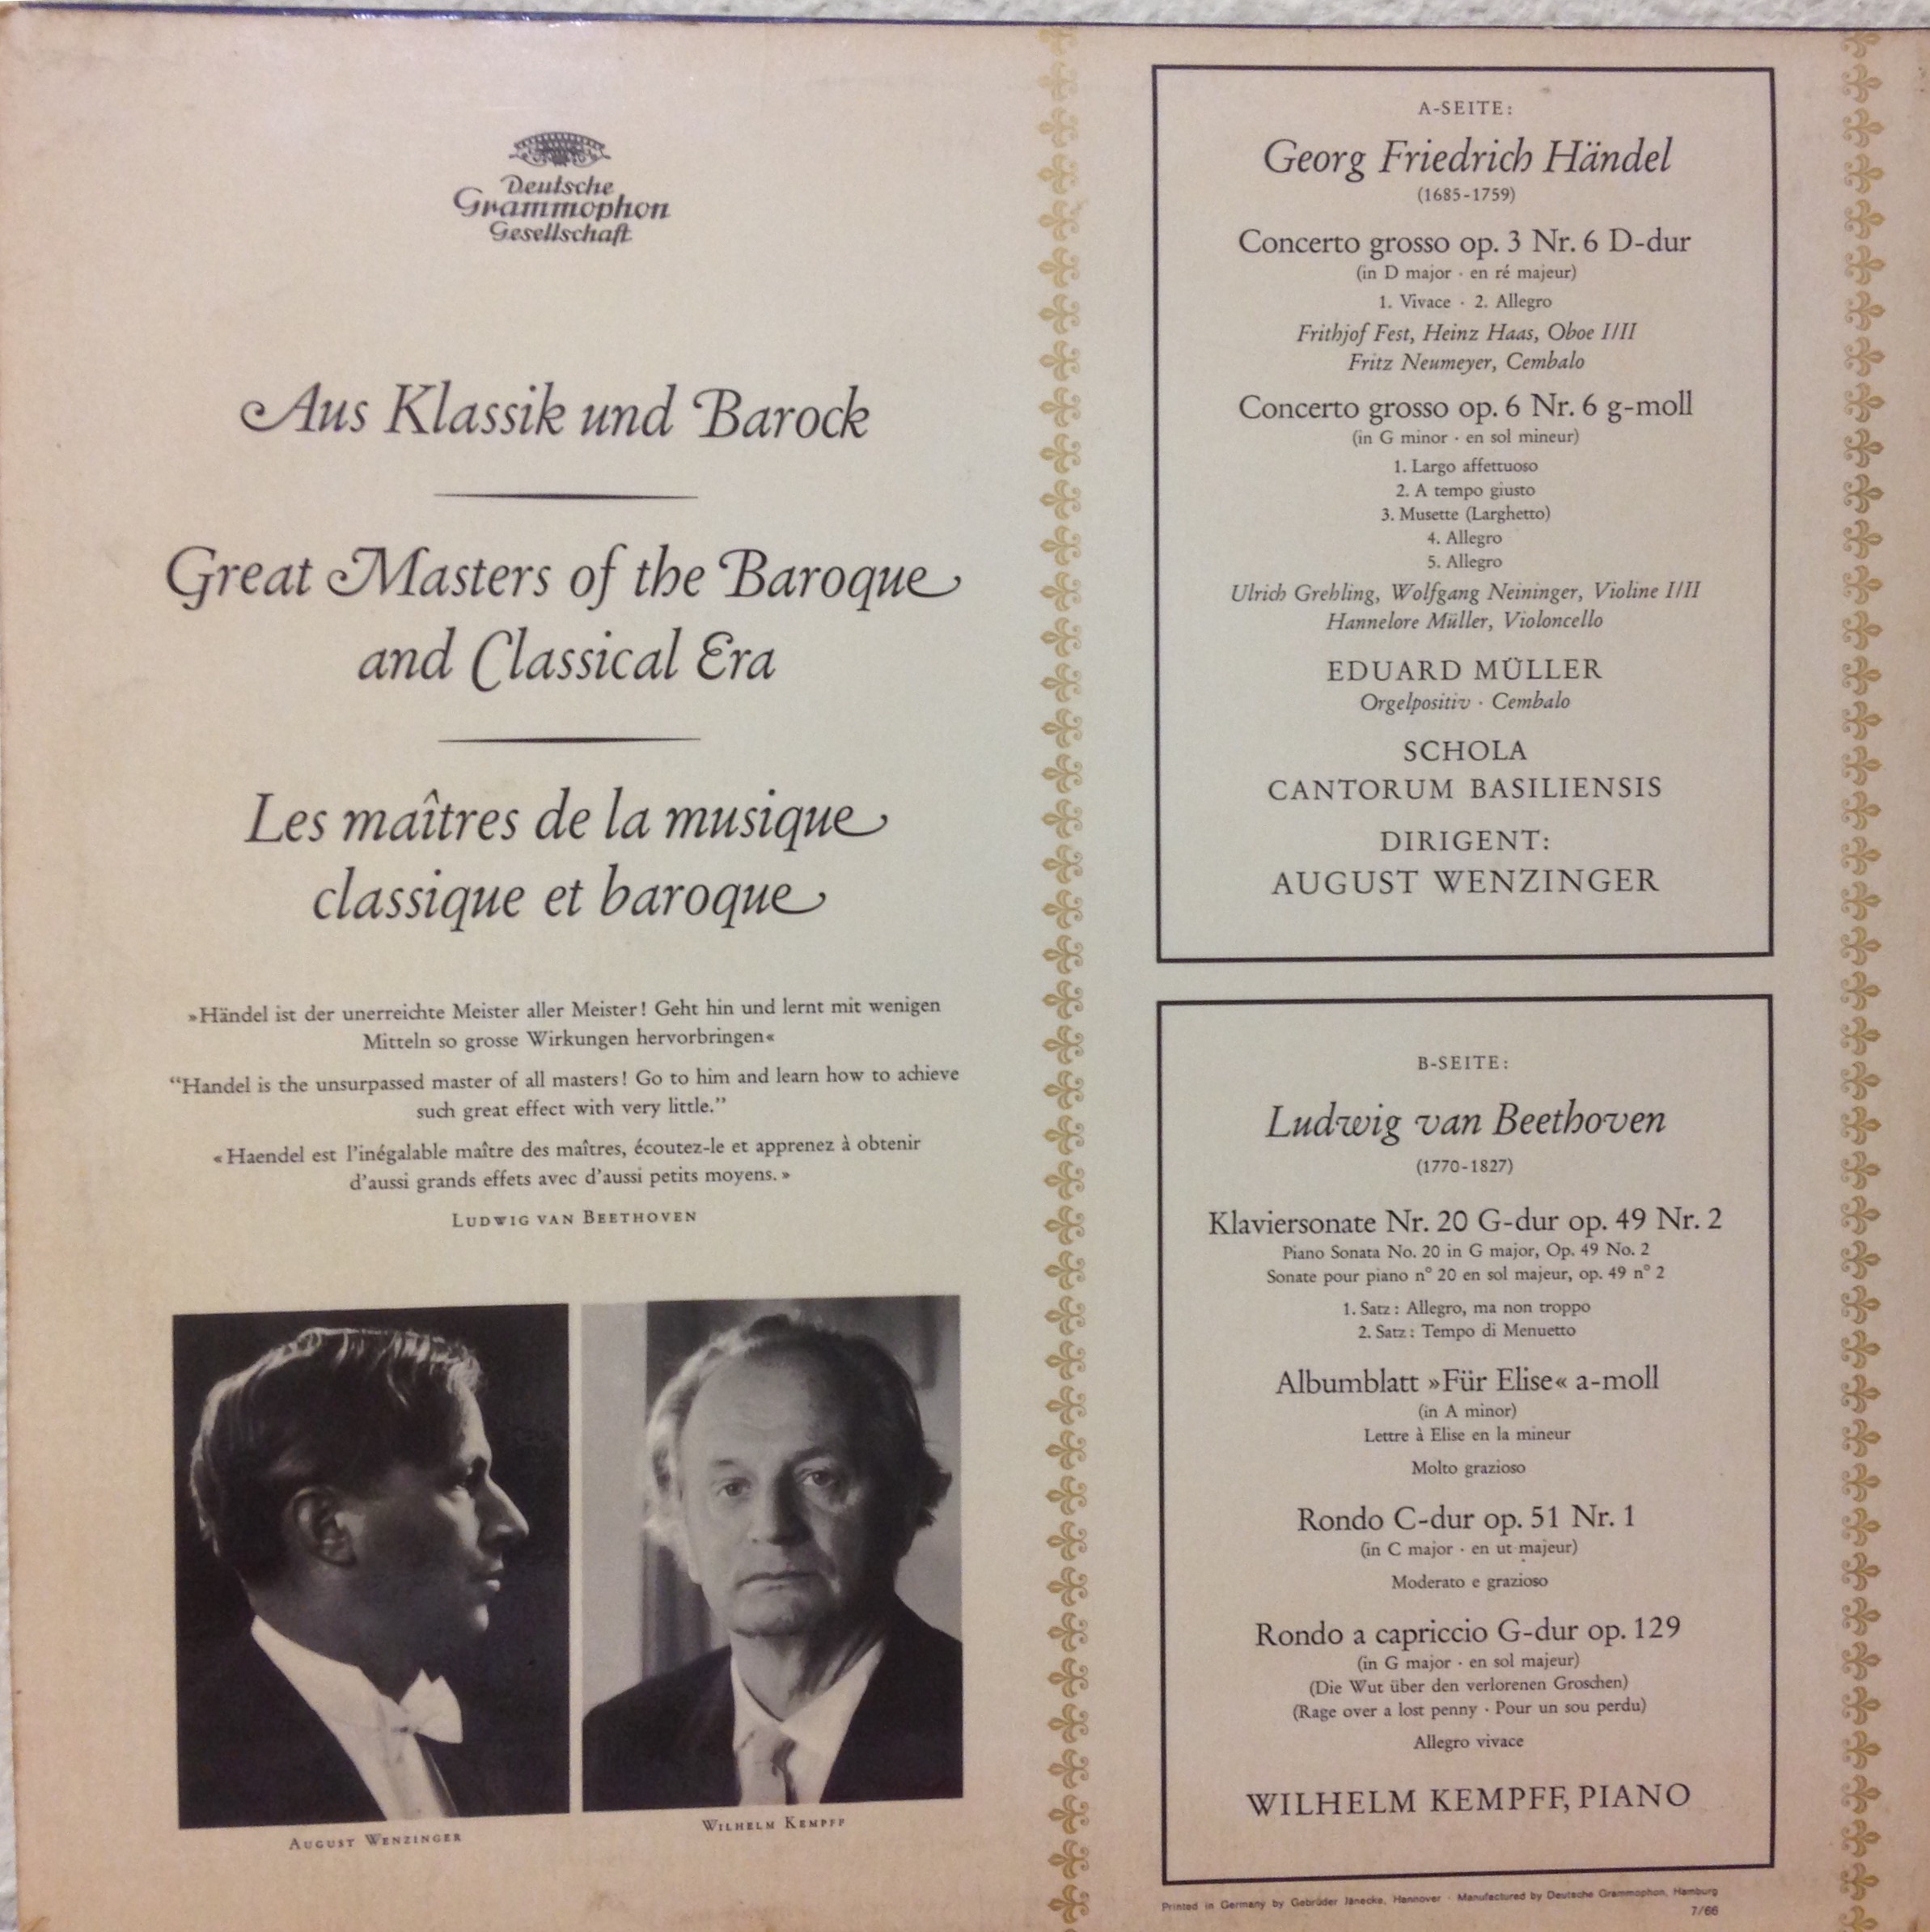 Deutsche
Grammophon
Gesellschaft
Aus Klassik und Barock
Great Masters of the Baroque
and Classical Era
Les maîtres de la musique
classique et baroque
»Händel ist der unerreichte Meister aller Meister! Geht hin und lernt mit wenigen
Mitteln so grosse Wirkungen hervorbringen«
“Handel is the unsurpassed master of all masters! Go to him and learn how to achieve
such great effect with very little.”
«Haendel est l’inégalable maître des maîtres, écoutez-le et apprenez à obtenir
d’aussi grands effets avec d’aussi petits moyens.»
LUDWIG VAN BEETHOVEN
AUGUST WENZINGER
WILHELM KEMPFF
A-SEITE:
Georg Friedrich Händel
(1685-1759)
Concerto grosso op. 3 Nr. 6 D-dur
(in D major · en ré majeur)
1. Vivace · 2. Allegro
Frithjof Fest, Heinz Haas, Oboe I/II
Fritz Neumeyer, Cembalo
Concerto grosso op. 6 Nr. 6 g-moll
(in G minor · en sol mineur)
1. Largo affettuoso
2. A tempo giusto
3. Musette (Larghetto)
4. Allegro
5. Allegro
Ulrich Grehling, Wolfgang Neininger, Violine I/II
Hannelore Müller, Violoncello
EDUARD MÜLLER
Orgelpositiv · Cembalo
SCHOLA
CANTORUM BASILIENSIS
DIRIGENT:
AUGUST WENZINGER
B-SEITE:
Ludwig van Beethoven
(1770-1827)
Klaviersonate Nr. 20 G-dur op. 49 Nr. 2
Piano Sonata No. 20 in G major, Op. 49 No. 2
Sonate pour piano n° 20 en sol majeur, op. 49 n° 2
1. Satz: Allegro, ma non troppo
2. Satz: Tempo di Menuetto
Albumblatt »Für Elise« a-moll
(in A minor)
Lettre à Elise en la mineur
Molto grazioso
Rondo C-dur op. 51 Nr. 1
(in C major · en ut majeur)
Moderato e grazioso
Rondo a capriccio G-dur op. 129
(in G major · en sol majeur)
(Die Wut über den verlorenen Groschen)
(Rage over a lost penny · Pour un sou perdu)
Allegro vivace
WILHELM KEMPFF, PIANO
Printed in Germany by Gebrüder Jänecke, Hannover · Manufactured by Deutsche Grammophon, Hamburg
7/66